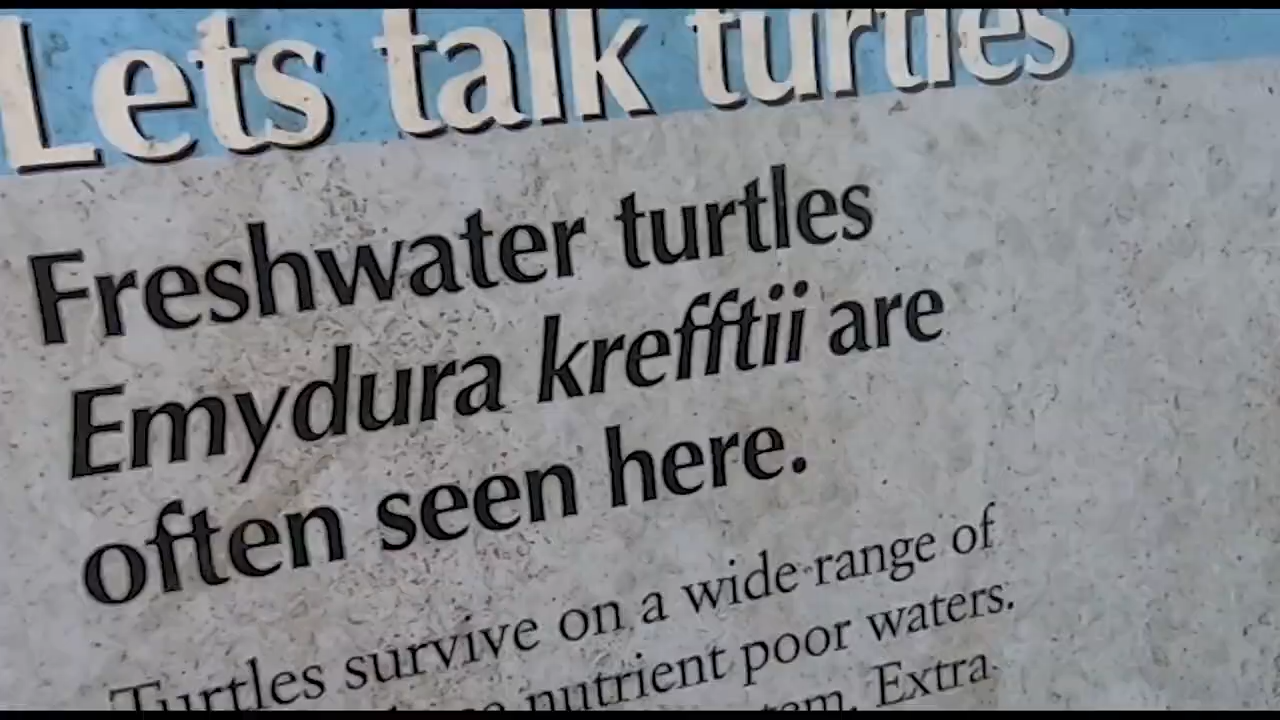 Lets talk turtles
Freshwater turtles
Emydura krefftii are
often seen here.
Turtles survive on a wide range of
nutrient poor waters.
Extra